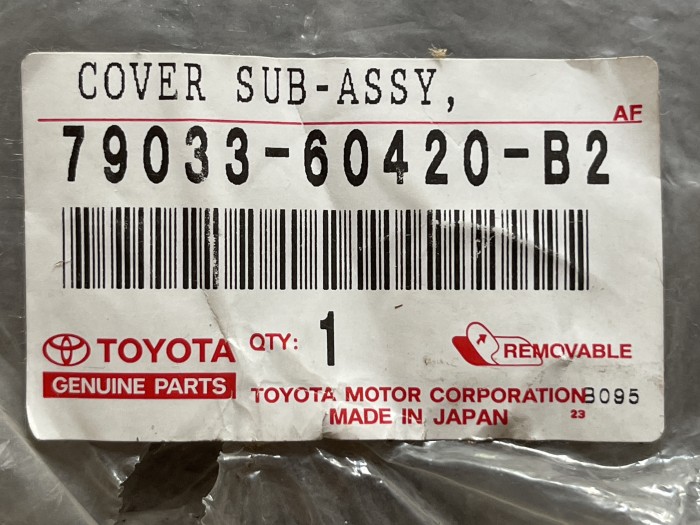 COVER SUB-ASSY,
AF
79033-60420-B2
TOYOTA QTY: 1 REMOVABLE
GENUINE PARTS
TOYOTA MOTOR CORPORATION B095
MADE IN JAPAN 23